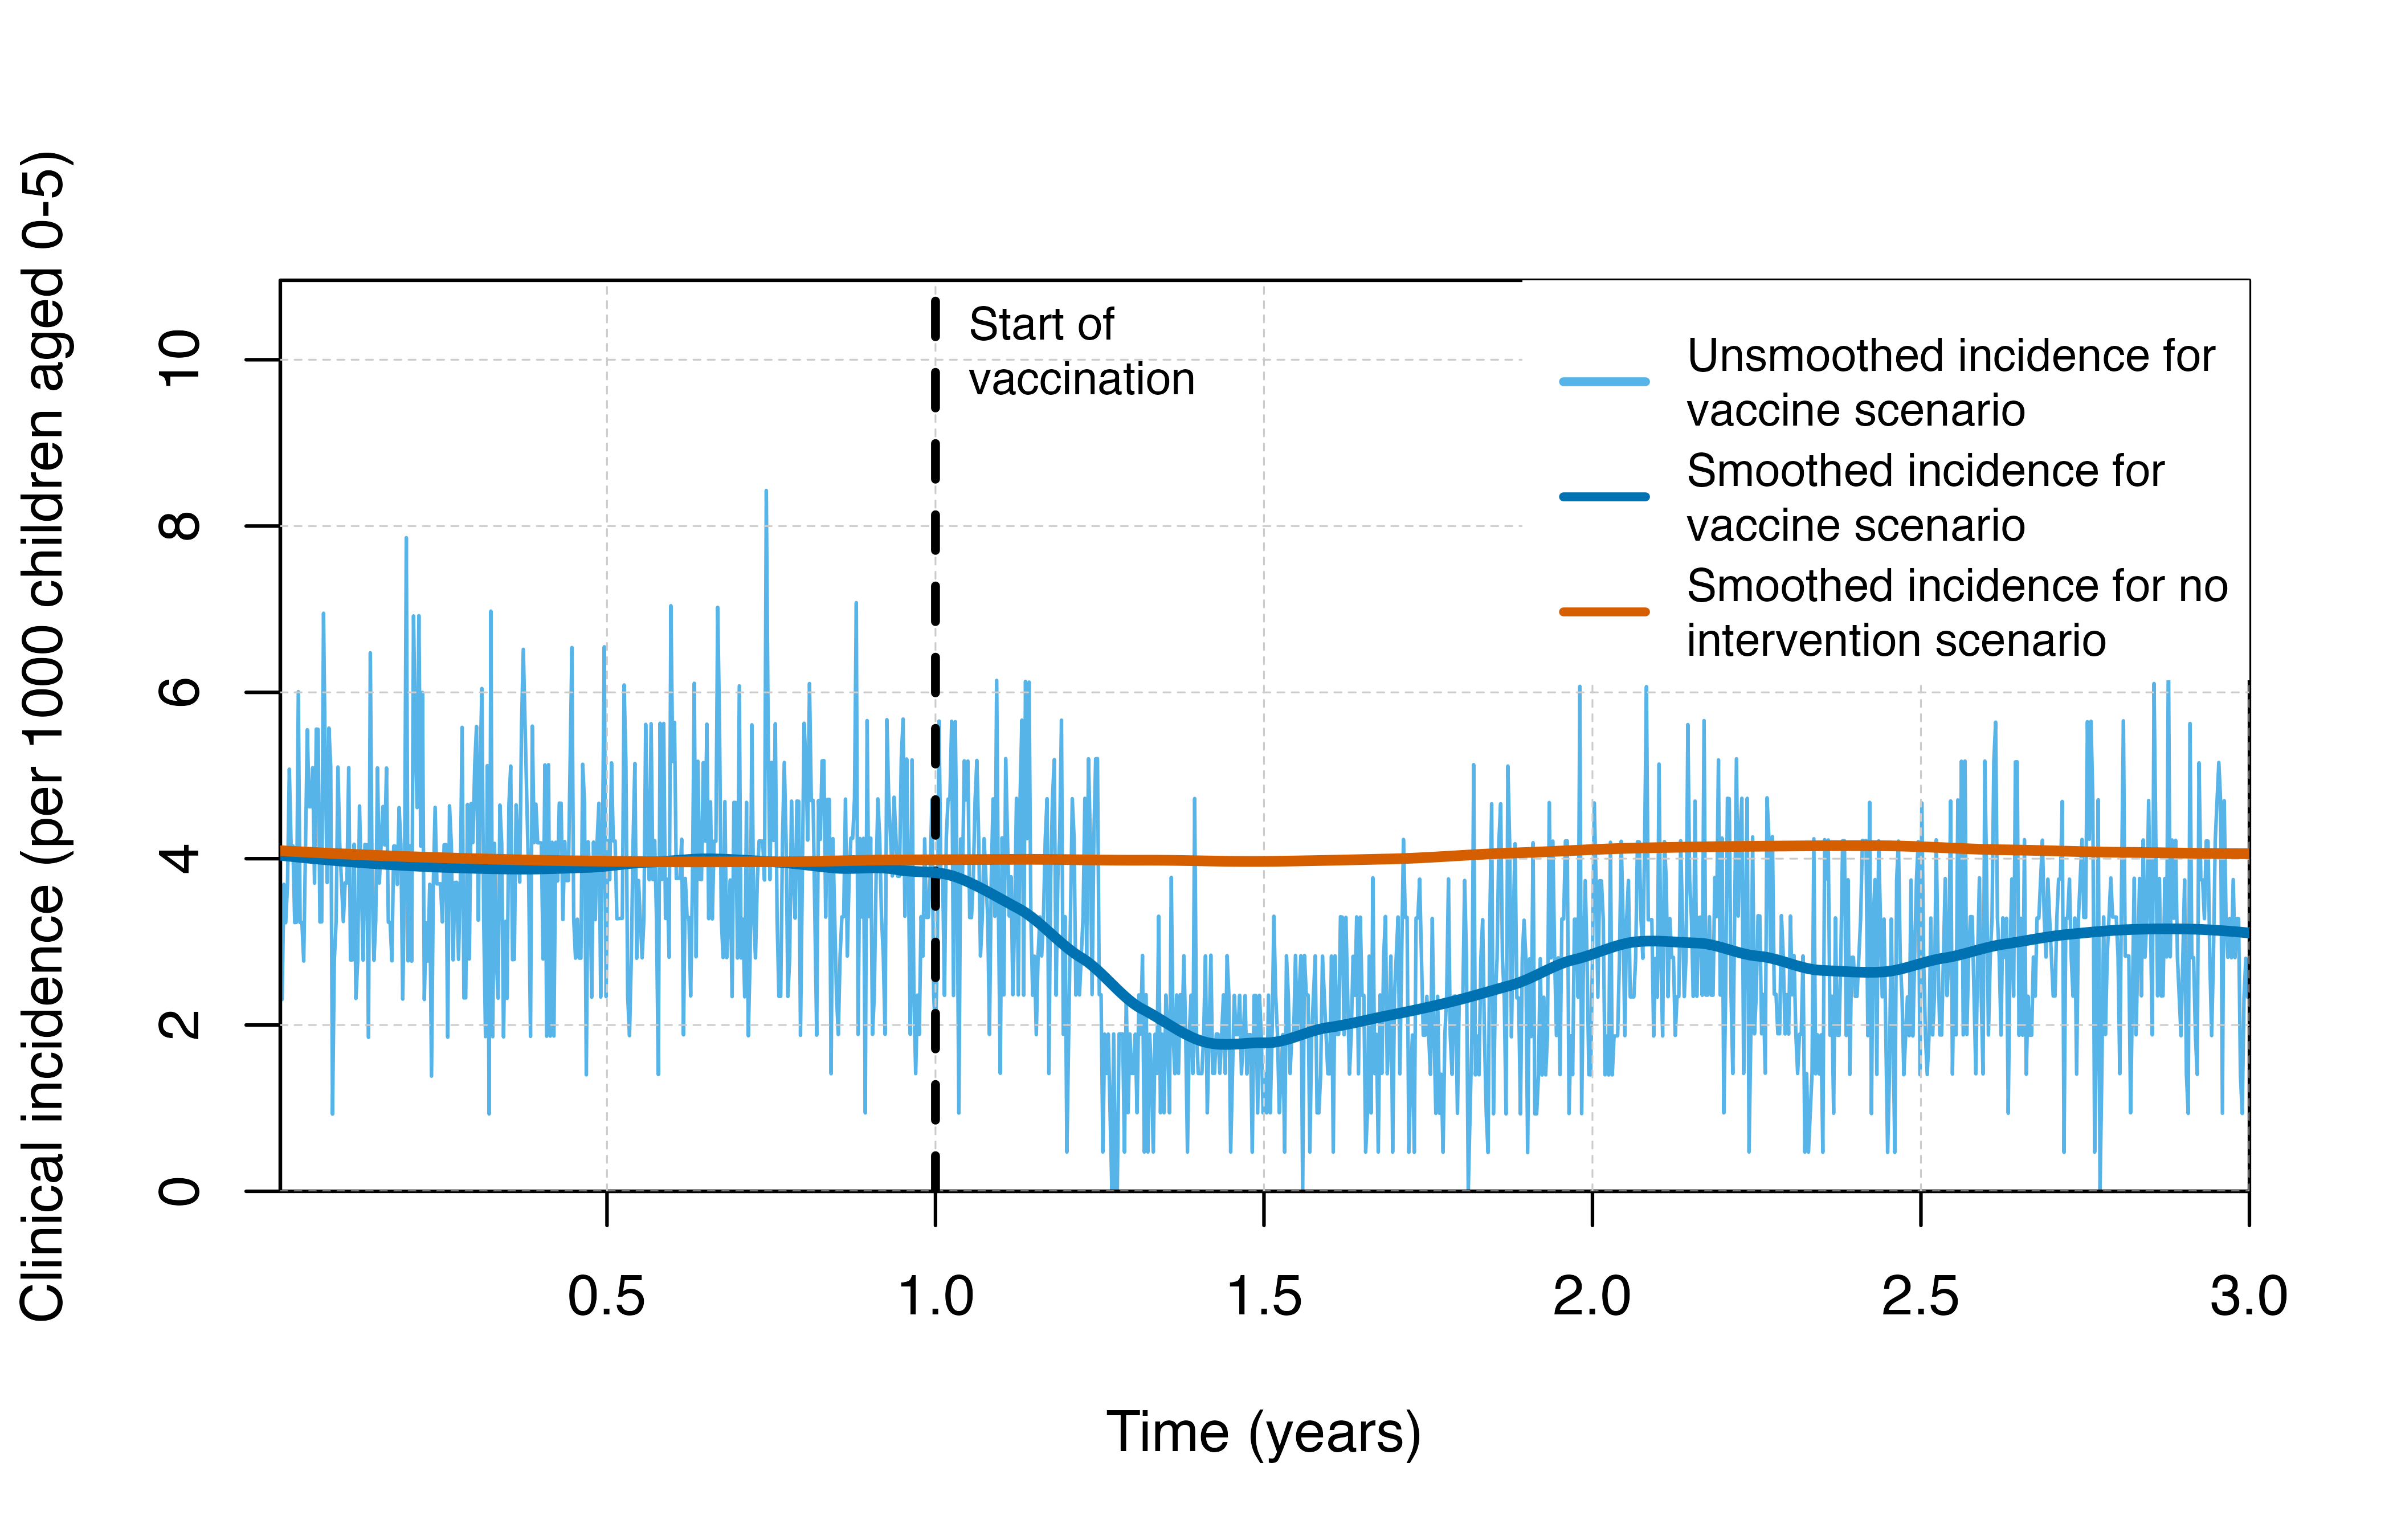 Clinical incidence (per 1000 children aged 0-5)
10
8
6
4
2
0
Start of
vaccination
Unsmoothed incidence for
vaccine scenario
Smoothed incidence for
vaccine scenario
Smoothed incidence for no
intervention scenario
0.5 1.0 1.5 2.0 2.5 3.0
Time (years)